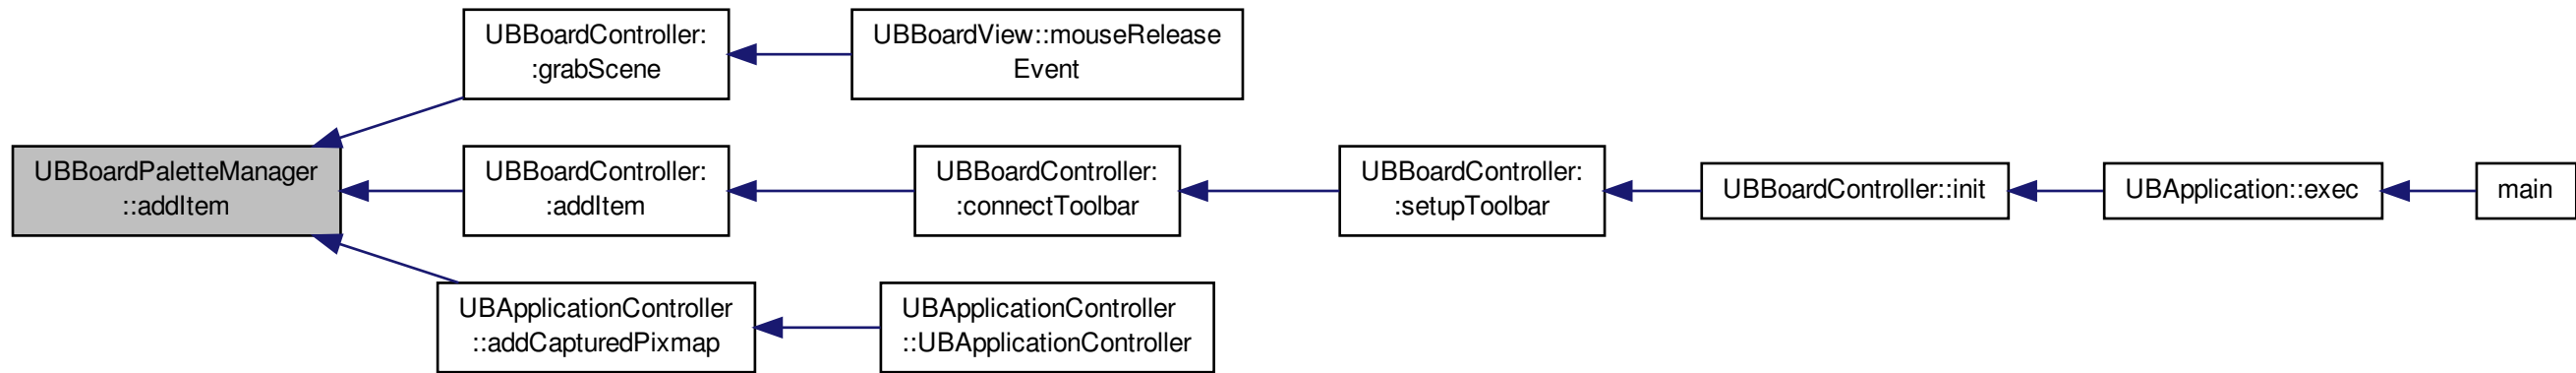 UBBoardController:
:grabScene
UBBoardView::mouseRelease
Event
UBBoardPaletteManager
::addItem
UBBoardController:
:addItem
UBBoardController:
:connectToolbar
UBBoardController:
:setupToolbar
UBBoardController::init
UBApplication::exec
main
UBApplicationController
::addCapturedPixmap
UBApplicationController
::UBApplicationController